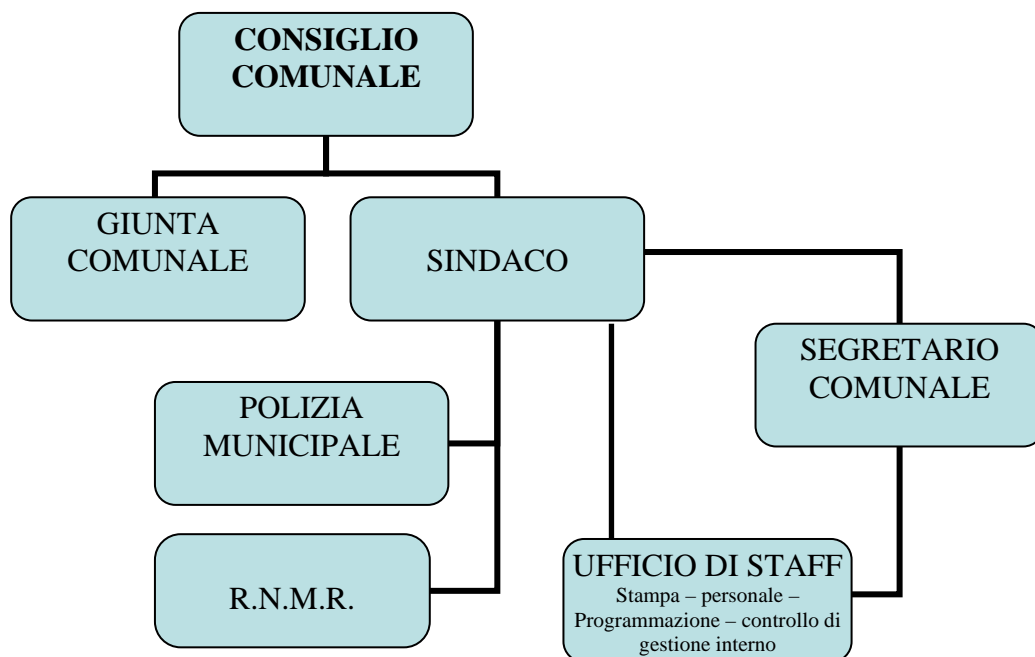 CONSIGLIO
COMUNALE
GIUNTA
COMUNALE
SINDACO
SEGRETARIO
COMUNALE
POLIZIA
MUNICIPALE
R.N.M.R.
UFFICIO DI STAFF
Stampa – personale –
Programmazione – controllo di
gestione interno